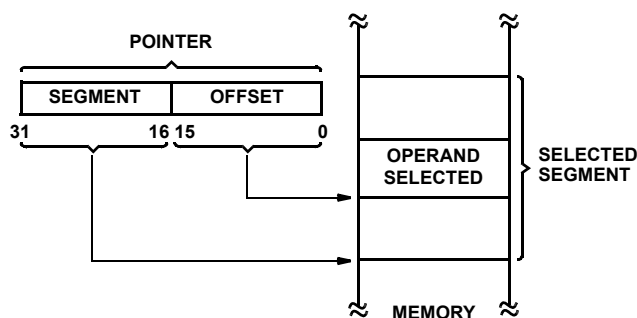 POINTER
SEGMENT OFFSET
31 16 15 0
OPERAND
SELECTED
SELECTED
SEGMENT
MEMORY